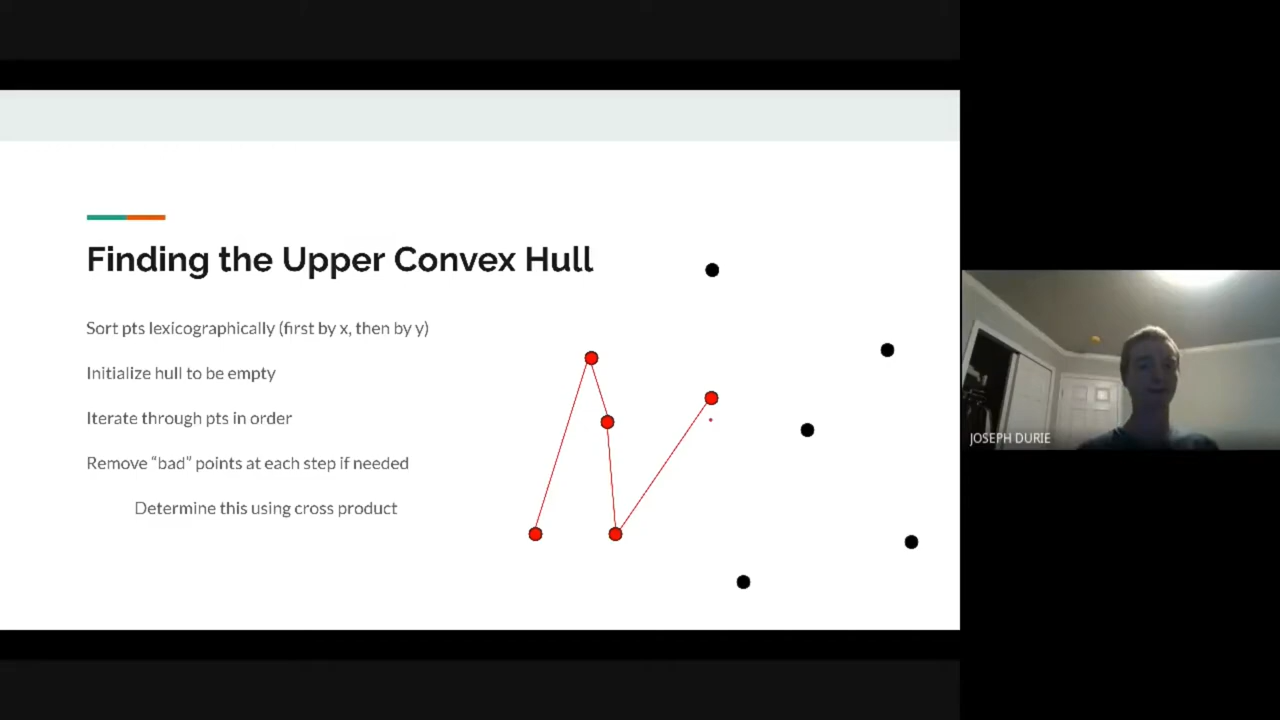 Finding the Upper Convex Hull
Sort pts lexicographically (first by x, then by y)
Initialize hull to be empty
Iterate through pts in order
Remove “bad” points at each step if needed
Determine this using cross product
JOSEPH DURIE